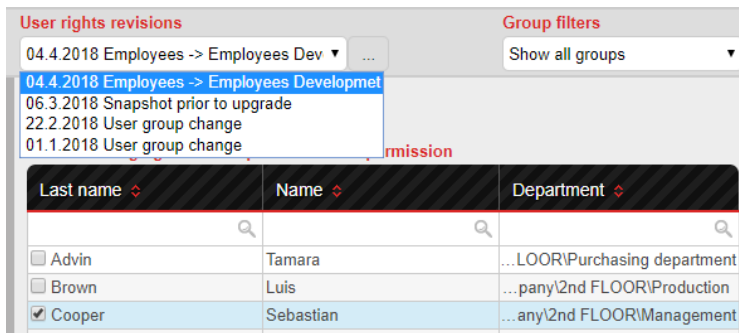 User rights revisions Group filters
04.4.2018 Employees -> Employees Dev ... Show all groups
04.4.2018 Employees -> Employees Developmet
06.3.2018 Snapshot prior to upgrade
22.2.2018 User group change
01.1.2018 User group change
rmission
Last name Name Department
Advin Tamara ...LOOR\Purchasing department
Brown Luis ...pany\2nd FLOOR\Production
Cooper Sebastian ...any\2nd FLOOR\Management